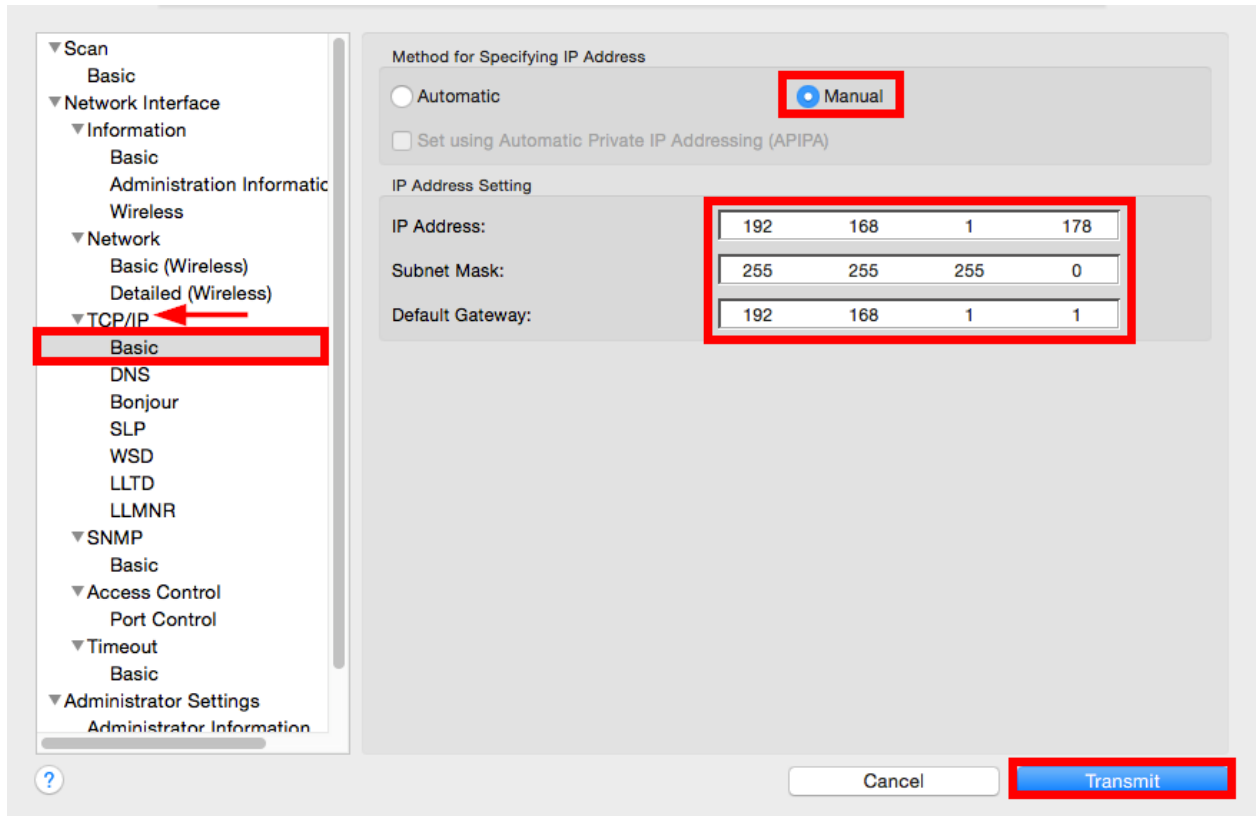 Scan
Basic
Network Interface
Information
Basic
Administration Informatic
Wireless
Network
Basic (Wireless)
Detailed (Wireless)
TCP/IP
Basic
DNS
Bonjour
SLP
WSD
LLTD
LLMNR
SNMP
Basic
Access Control
Port Control
Timeout
Basic
Administrator Settings
Administrator Information
Method for Specifying IP Address
Automatic Manual
Set using Automatic Private IP Addressing (APIPA)
IP Address Setting
IP Address: 192 168 1 178
Subnet Mask: 255 255 255 0
Default Gateway: 192 168 1 1
? Cancel Transmit